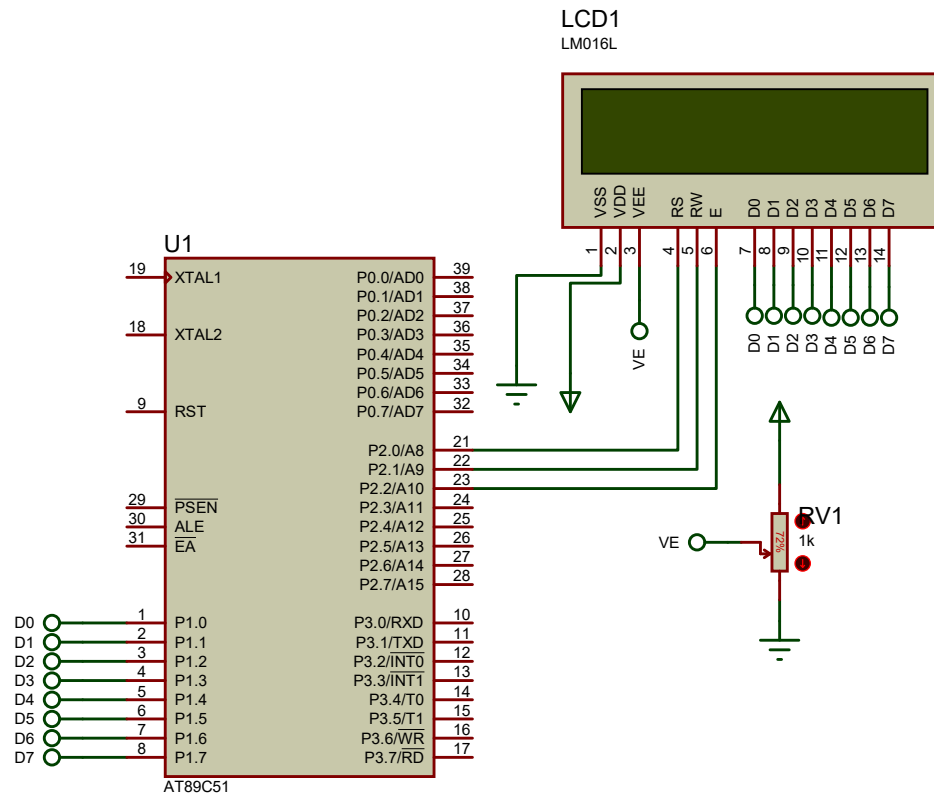 LCD1
LM016L
VSS VDD VEE RS RW E D0 D1 D2 D3 D4 D5 D6 D7
1 2 3 4 5 6 7 8 9 10 11 12 13 14
VE D0 D1 D2 D3 D4 D5 D6 D7
U1
19 XTAL1 P0.0/AD0 39
P0.1/AD1 38
P0.2/AD2 37
18 XTAL2 P0.3/AD3 36
P0.4/AD4 35
P0.5/AD5 34
P0.6/AD6 33
9 RST P0.7/AD7 32
P2.0/A8 21
P2.1/A9 22
P2.2/A10 23
29 PSEN P2.3/A11 24
30 ALE P2.4/A12 25
31 EA P2.5/A13 26
P2.6/A14 27
P2.7/A15 28
D0 1 P1.0 P3.0/RXD 10
D1 2 P1.1 P3.1/TXD 11
D2 3 P1.2 P3.2/INT0 12
D3 4 P1.3 P3.3/INT1 13
D4 5 P1.4 P3.4/T0 14
D5 6 P1.5 P3.5/T1 15
D6 7 P1.6 P3.6/WR 16
D7 8 P1.7 P3.7/RD 17
AT89C51
RV1
VE 72% 1k